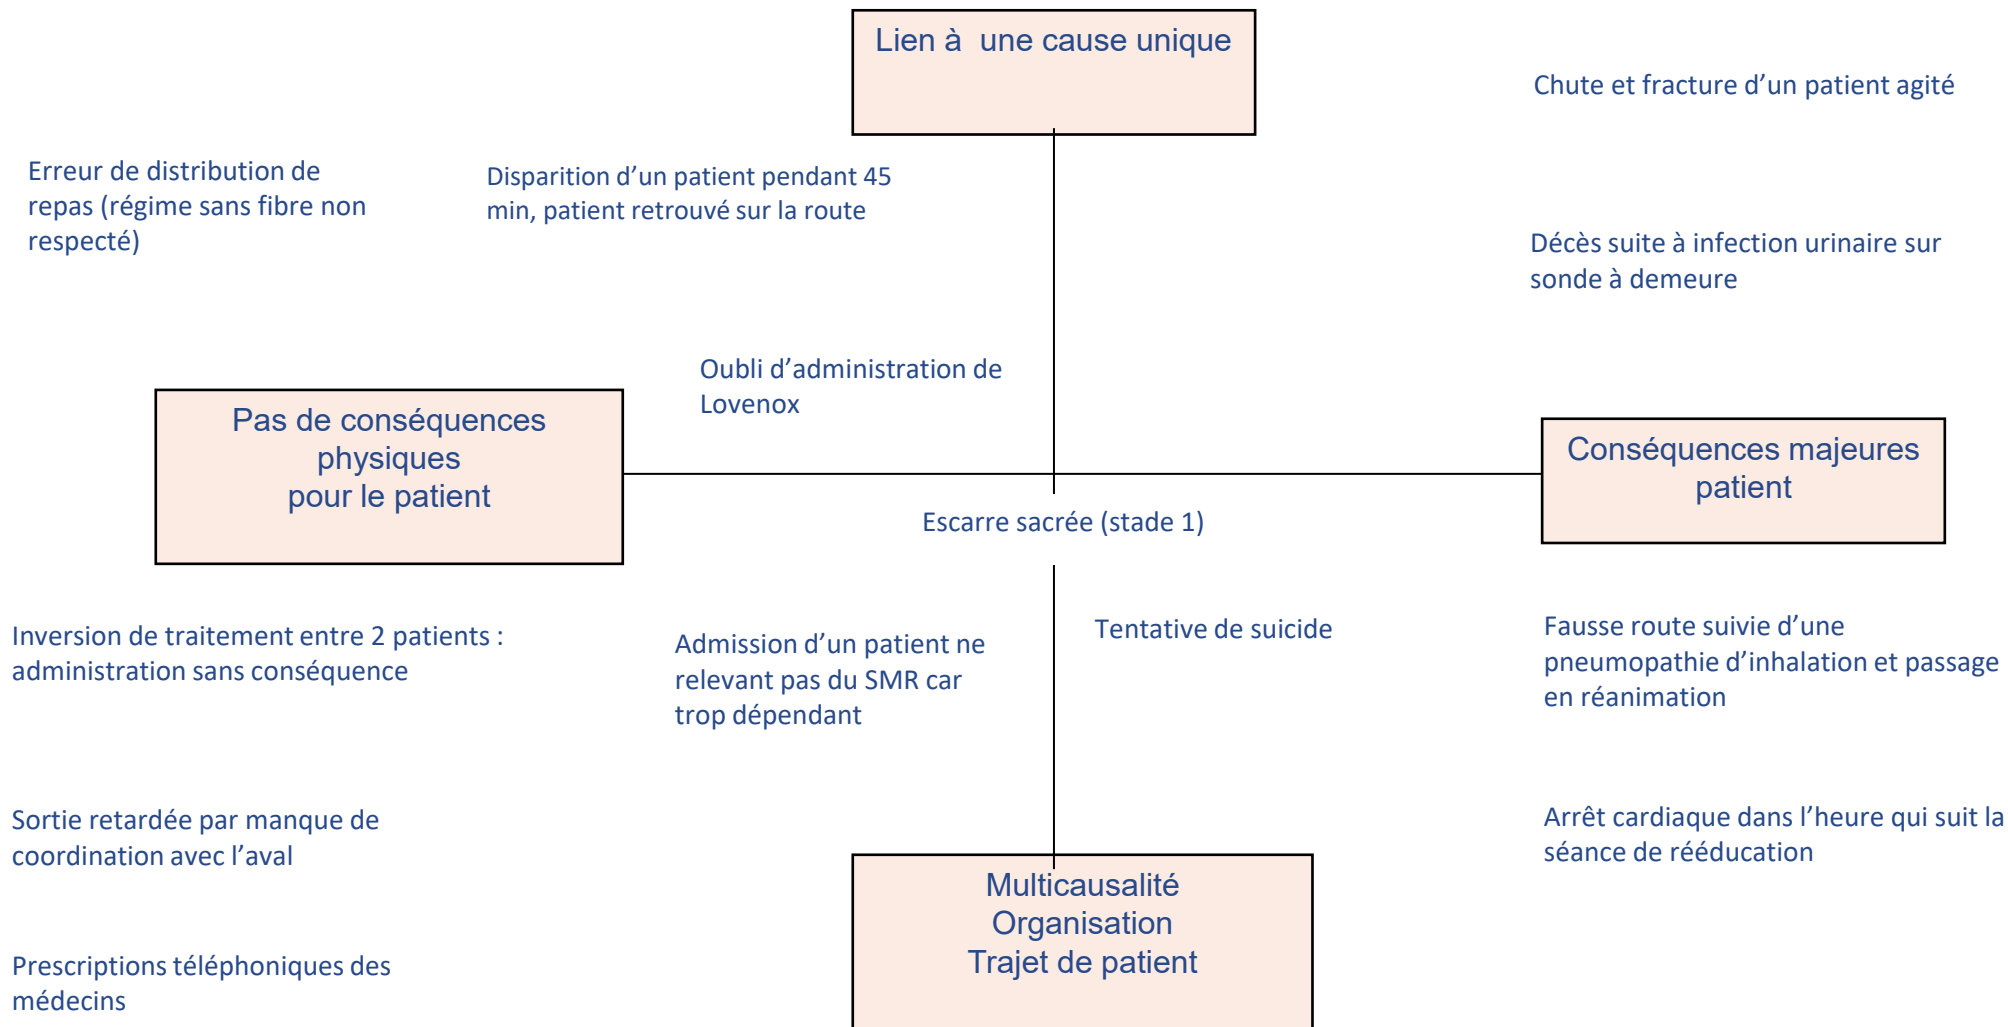 Lien à une cause unique
Chute et fracture d’un patient agité
Erreur de distribution de
repas (régime sans fibre non
respecté)
Disparition d’un patient pendant 45
min, patient retrouvé sur la route
Décès suite à infection urinaire sur
sonde à demeure
Oubli d’administration de
Lovenox
Pas de conséquences
physiques
pour le patient
Conséquences majeures
patient
Escarre sacrée (stade 1)
Inversion de traitement entre 2 patients :
administration sans conséquence
Admission d’un patient ne
relevant pas du SMR car
trop dépendant
Tentative de suicide
Fausse route suivie d’une
pneumopathie d’inhalation et passage
en réanimation
Sortie retardée par manque de
coordination avec l’aval
Arrêt cardiaque dans l’heure qui suit la
séance de rééducation
Multicausalité
Organisation
Trajet de patient
Prescriptions téléphoniques des
médecins